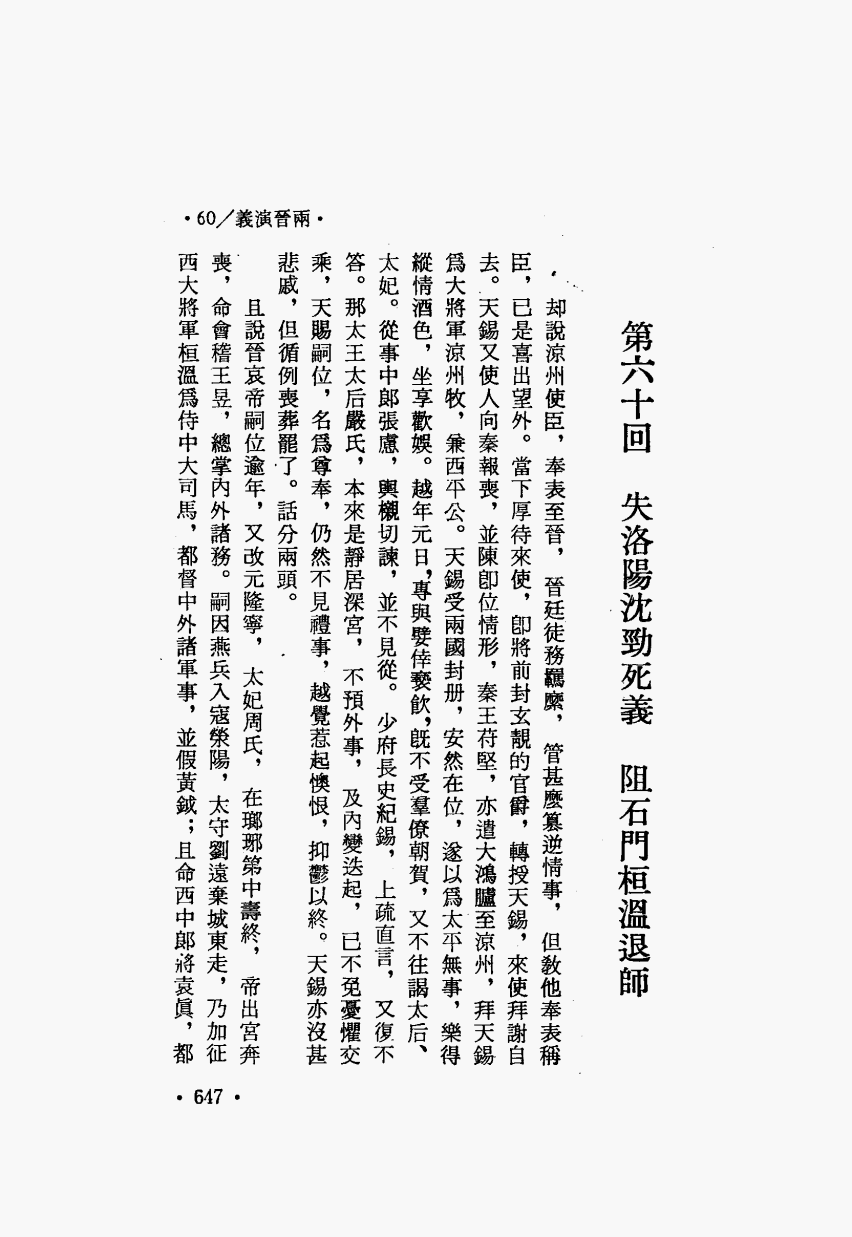 ・60／義演晉兩・
第六十回　失洛陽沈勁死義　阻石門桓溫退師
却說涼州使臣，奉表至晉，晉廷徒務羈縻，管甚麼篡逆情事，但敎他奉表稱
臣，已是喜出望外。當下厚待來使，卽將前封玄靚的官爵，轉授天錫，來使拜謝自
去。天錫又使人向秦報喪，並陳卽位情形，秦王苻堅，亦遣大鴻臚至涼州，拜天錫
爲大將軍涼州牧，兼西平公。天錫受兩國封册，安然在位，遂以爲太平無事，樂得
縱情酒色，坐享歡娛。越年元日，專與嬖倖褻飮，旣不受羣僚朝賀，又不往謁太后、
太妃。從事中郞張慮，輿櫬切諫，並不見從。少府長史紀錫，上疏直言，又復不
答。那太王太后嚴氏，本來是靜居深宮，不預外事，及內變迭起，已不免憂懼交
乘，天賜嗣位，名爲尊奉，仍然不見禮事，越覺惹起懊恨，抑鬱以終。天錫亦沒甚
悲戚，但循例喪葬罷了。話分兩頭。
且說晉哀帝嗣位逾年，又改元隆寧，太妃周氏，在瑯琊第中壽終，帝出宮奔
喪，命會稽王昱，總掌內外諸務。嗣因燕兵入寇滎陽，太守劉遠棄城東走，乃加征
西大將軍桓溫爲侍中大司馬，都督中外諸軍事，並假黃鉞；且命西中郞將袁眞，都
・647・